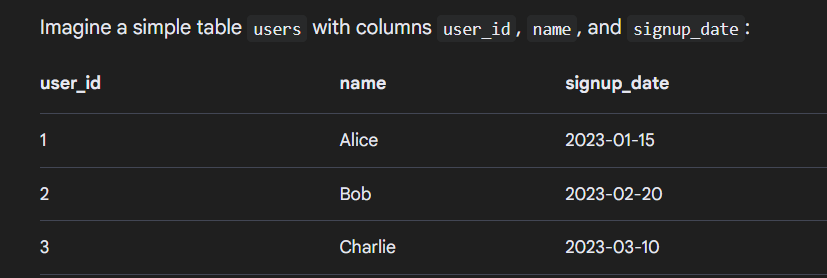 Imagine a simple table users with columns user_id, name, and signup_date:
user_id name signup_date
1 Alice 2023-01-15
2 Bob 2023-02-20
3 Charlie 2023-03-10